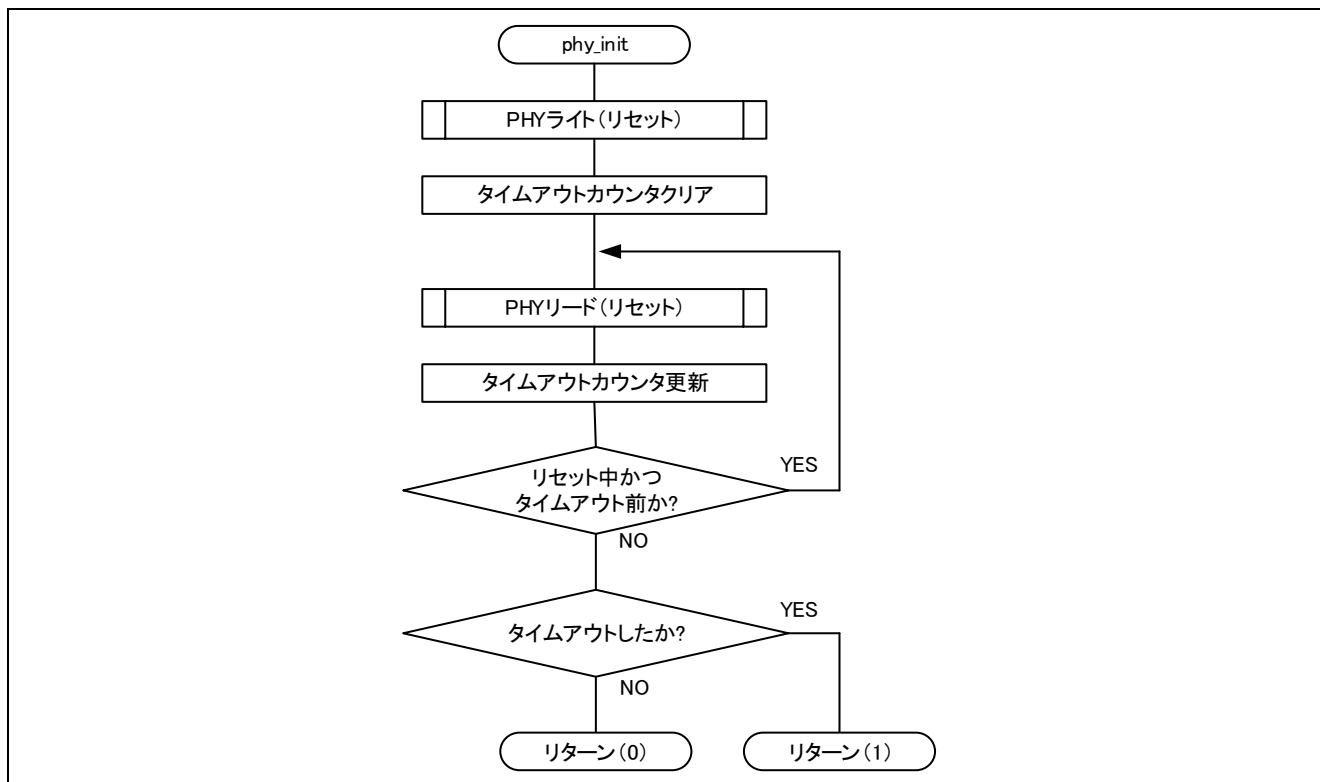 phy_init
PHYライト（リセット）
タイムアウトカウンタクリア
PHYリード（リセット）
タイムアウトカウンタ更新
リセット中かつ
タイムアウト前か?
YES
NO
タイムアウトしたか?
YES
NO
リターン（0）
リターン（1）